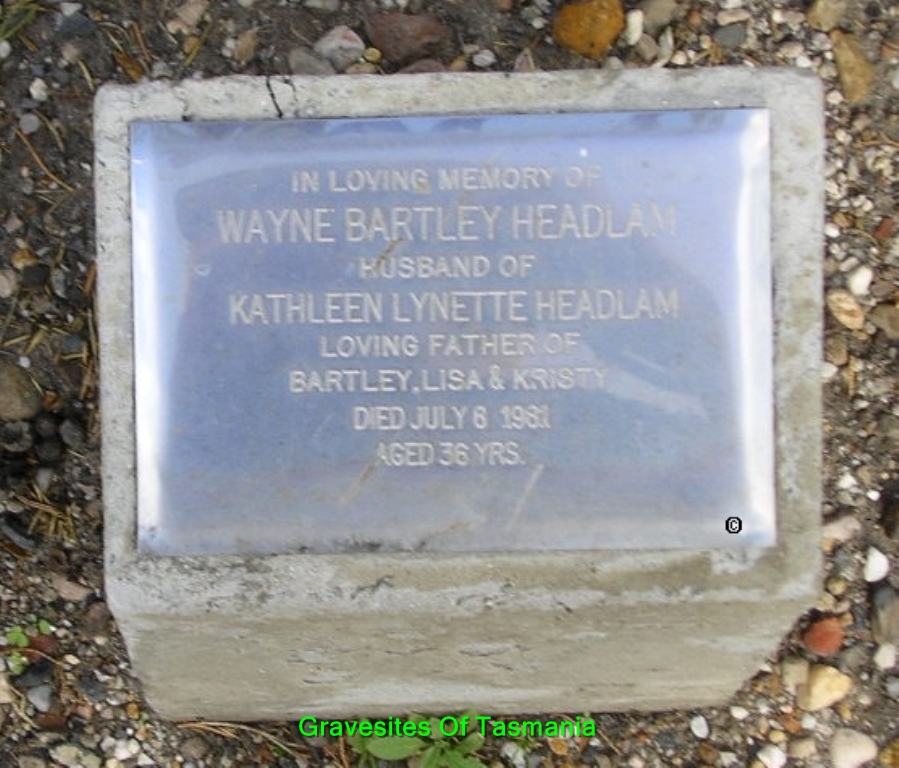 IN LOVING MEMORY OF
WAYNE BARTLEY HEADLAM
HUSBAND OF
KATHLEEN LYNETTE HEADLAM
LOVING FATHER OF
BARTLEY, LISA & KRISTY
DIED JULY 6 1981
AGED 36 YRS.
©
Gravesites Of Tasmania